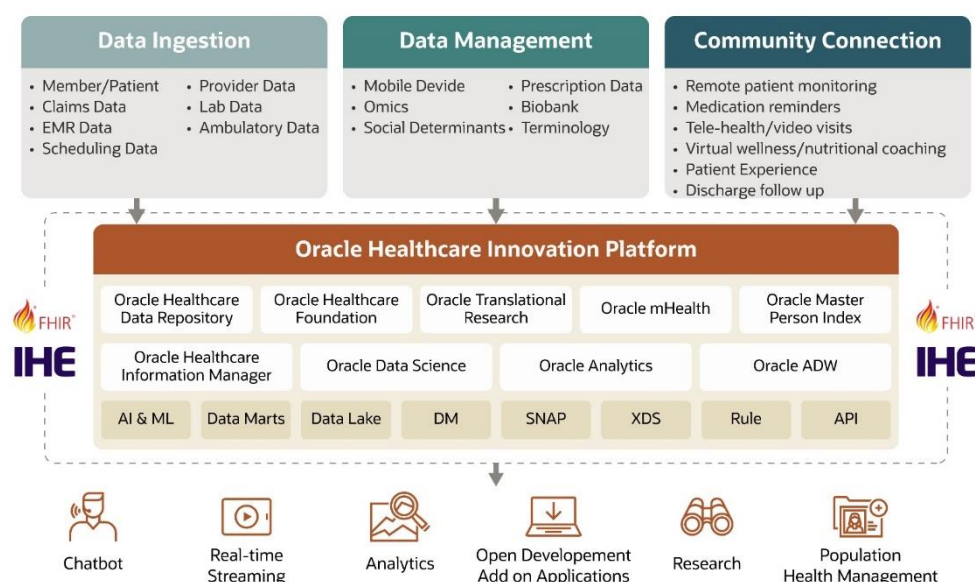 Data Ingestion
• Member/Patient
• Claims Data
• EMR Data
• Scheduling Data
• Provider Data
• Lab Data
• Ambulatory Data
Data Management
• Mobile Devide
• Omics
• Social Determinants
• Prescription Data
• Biobank
• Terminology
Community Connection
• Remote patient monitoring
• Medication reminders
• Tele-health/video visits
• Virtual wellness/nutritional coaching
• Patient Experience
• Discharge follow up
Oracle Healthcare Innovation Platform
FHIR®
IHE
Oracle Healthcare
Data Repository
Oracle Healthcare
Foundation
Oracle Translational
Research
Oracle mHealth
Oracle Master
Person Index
Oracle Healthcare
Information Manager
Oracle Data Science
Oracle Analytics
Oracle ADW
AI & ML
Data Marts
Data Lake
DM
SNAP
XDS
Rule
API
FHIR®
IHE
Chatbot
Real-time
Streaming
Analytics
Open Developement
Add on Applications
Research
Population
Health Management